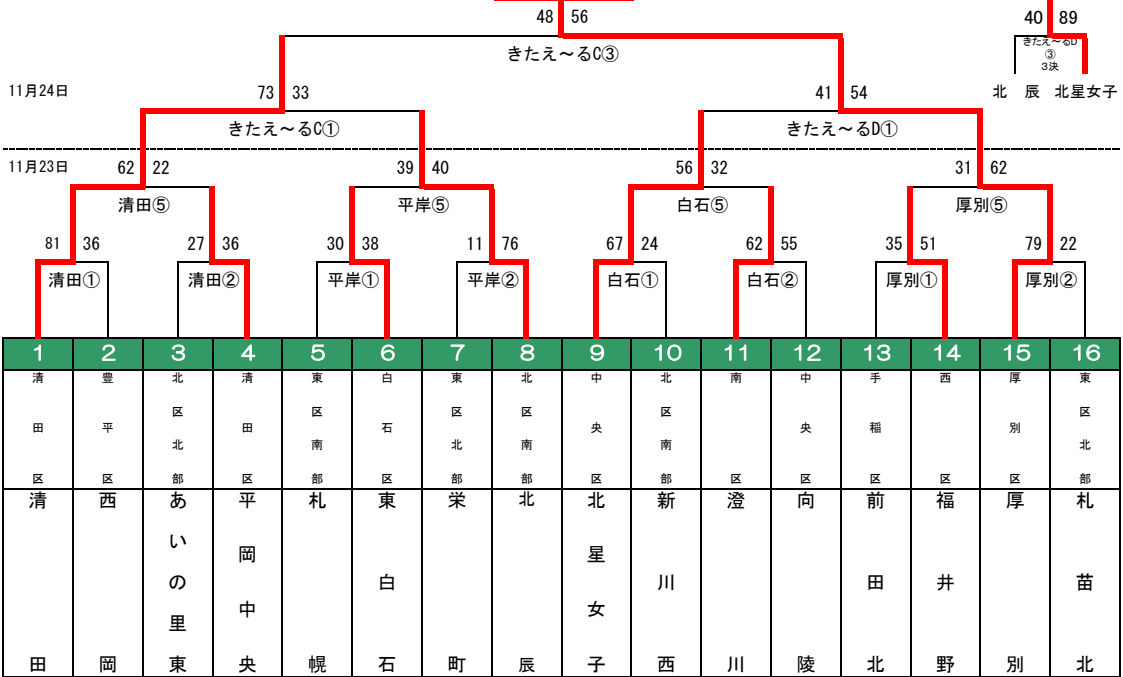 48 56
40 89
きたえ～るC③
きたえ～るD
③
3決
北 辰 北星女子
11月24日
73 33
41 54
きたえ～るC①
きたえ～るD①
11月23日
62 22
39 40
56 32
31 62
清田⑤
平岸⑤
白石⑤
厚別⑤
81 36
27 36
30 38
11 76
67 24
62 55
35 51
79 22
清田①
清田②
平岸①
平岸②
白石①
白石②
厚別①
厚別②
1 2 3 4 5 6 7 8 9 10 11 12 13 14 15 16
清田区 豊平区 北区北部 清田区 東区南部 白石区 東区北部 北区南部 中央区 北区南部 南区 中央区 手稲区 西区 厚別区 東区北部
清田 西岡 あいの里東 平岡中央 札幌 東白石 栄町 北辰 北星女子 新川西 澄川 向陵 前田北 福井野 厚別 札苗北